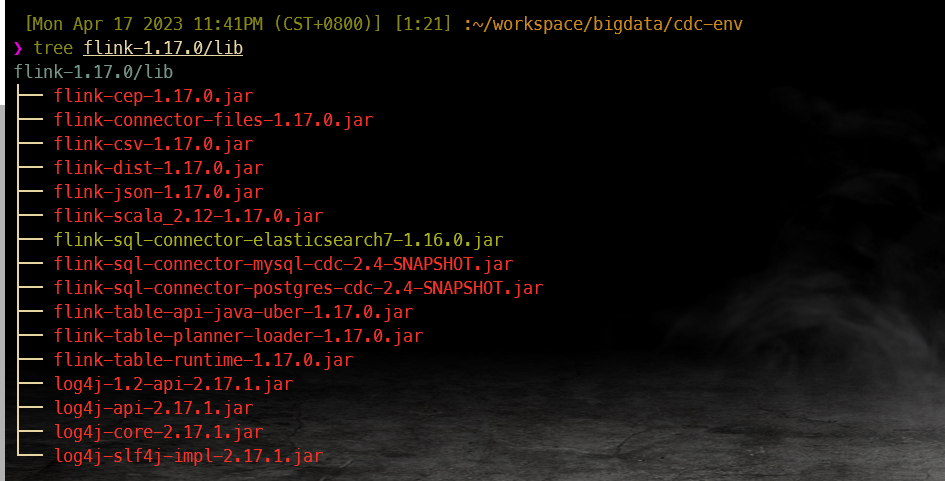 [Mon Apr 17 2023 11:41PM (CST+0800)] [1:21] :~/workspace/bigdata/cdc-env
❯ tree flink-1.17.0/lib
flink-1.17.0/lib
├── flink-cep-1.17.0.jar
├── flink-connector-files-1.17.0.jar
├── flink-csv-1.17.0.jar
├── flink-dist-1.17.0.jar
├── flink-json-1.17.0.jar
├── flink-scala_2.12-1.17.0.jar
├── flink-sql-connector-elasticsearch7-1.16.0.jar
├── flink-sql-connector-mysql-cdc-2.4-SNAPSHOT.jar
├── flink-sql-connector-postgres-cdc-2.4-SNAPSHOT.jar
├── flink-table-api-java-uber-1.17.0.jar
├── flink-table-planner-loader-1.17.0.jar
├── flink-table-runtime-1.17.0.jar
├── log4j-1.2-api-2.17.1.jar
├── log4j-api-2.17.1.jar
├── log4j-core-2.17.1.jar
└── log4j-slf4j-impl-2.17.1.jar